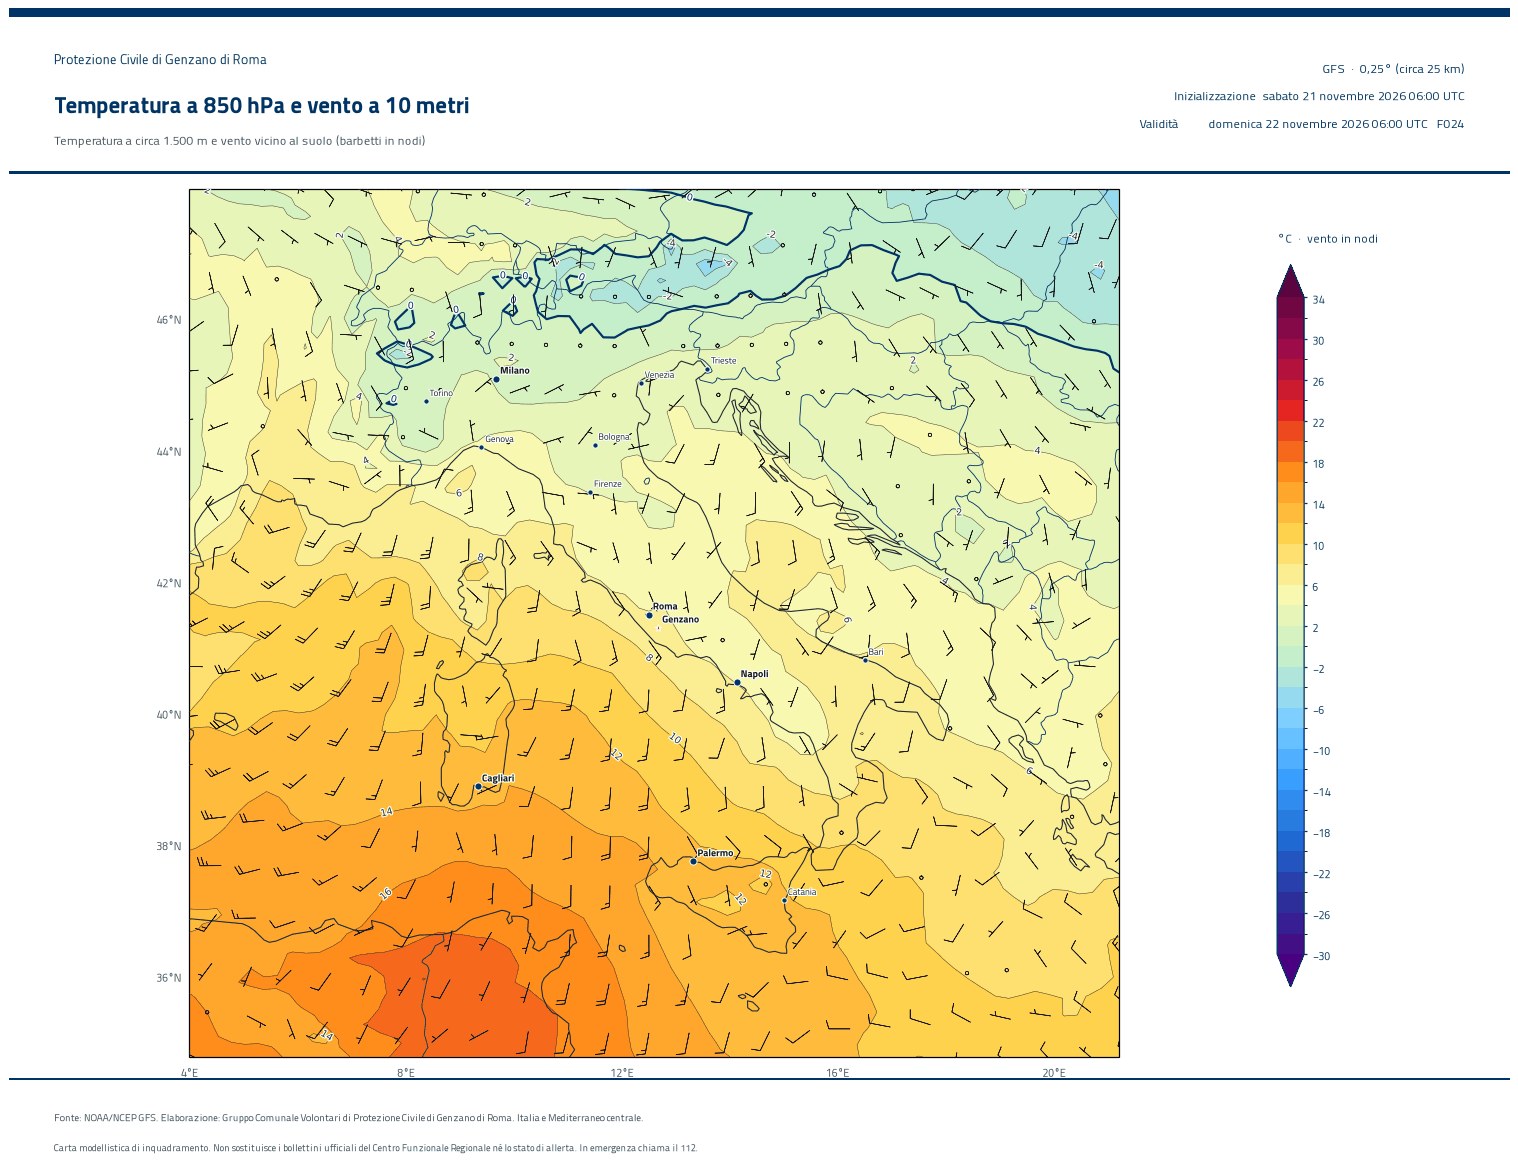 Protezione Civile di Genzano di Roma
Temperatura a 850 hPa e vento a 10 metri
Temperatura a circa 1.500 m e vento vicino al suolo (barbetti in nodi)
GFS · 0,25° (circa 25 km)
Inizializzazione sabato 21 novembre 2026 06:00 UTC
Validità domenica 22 novembre 2026 06:00 UTC F024
°C · vento in nodi
34
30
26
22
18
14
10
6
2
−2
−6
−10
−14
−18
−22
−26
−30
46°N
44°N
42°N
40°N
38°N
36°N
4°E
8°E
12°E
16°E
20°E
Milano
Torino
Venezia
Trieste
Genova
Bologna
Firenze
Roma
Genzano
Napoli
Bari
Cagliari
Palermo
Catania
Fonte: NOAA/NCEP GFS. Elaborazione: Gruppo Comunale Volontari di Protezione Civile di Genzano di Roma. Italia e Mediterraneo centrale.
Carta modellistica di inquadramento. Non sostituisce i bollettini ufficiali del Centro Funzionale Regionale né lo stato di allerta. In emergenza chiama il 112.